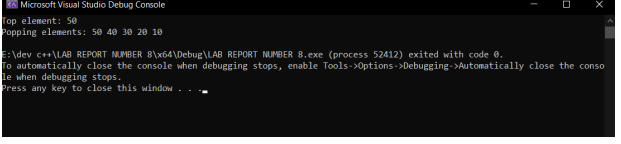 Microsoft Visual Studio Debug Console
Top element: 50
Popping elements: 50 40 30 20 10
E:\dev c++\LAB REPORT NUMBER 8\x64\Debug\LAB REPORT NUMBER 8.exe (process 52412) exited with code 0.
To automatically close the console when debugging stops, enable Tools->Options->Debugging->Automatically close the conso
le when debugging stops.
Press any key to close this window . . .